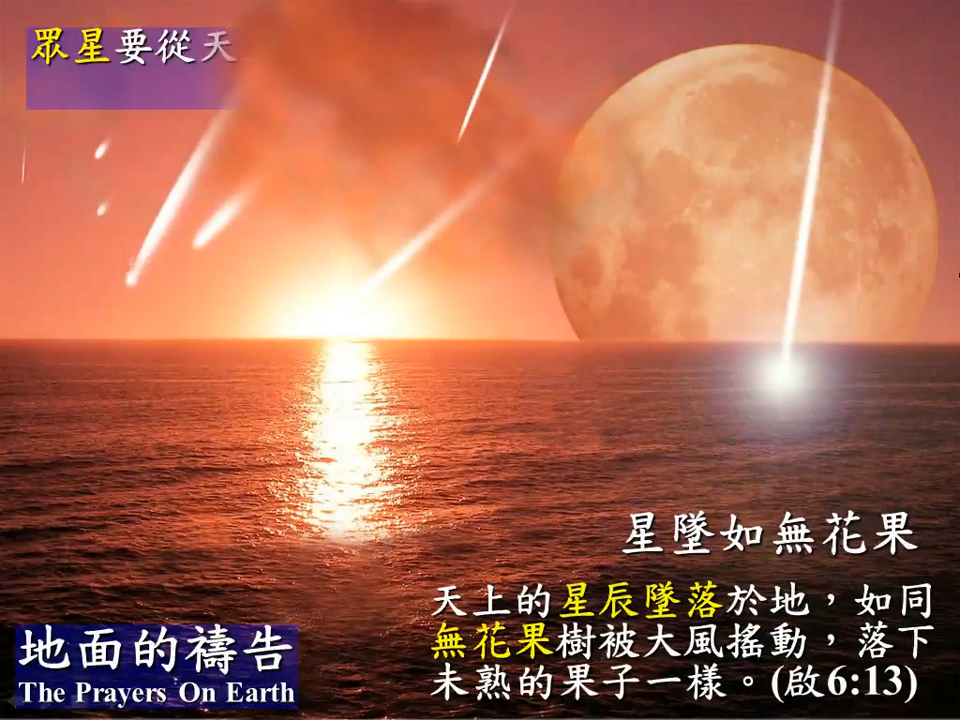 眾星要從天
星墜如無花果
天上的星辰墜落於地，如同
無花果樹被大風搖動，落下
未熟的果子一樣。(啟6:13)
地面的禱告
The Prayers On Earth